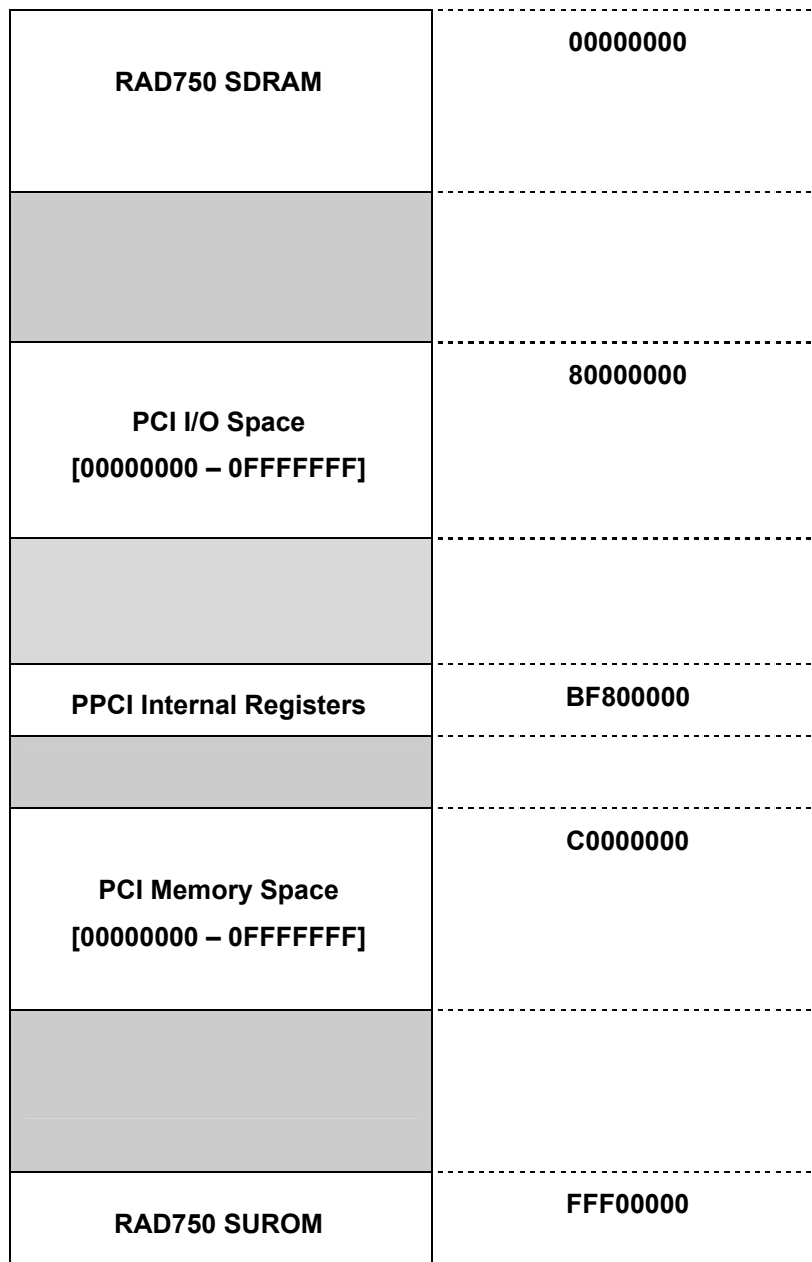 00000000
RAD750 SDRAM
80000000
PCI I/O Space
[00000000 – 0FFFFFFF]
BF800000
PPCI Internal Registers
C0000000
PCI Memory Space
[00000000 – 0FFFFFFF]
FFF00000
RAD750 SUROM